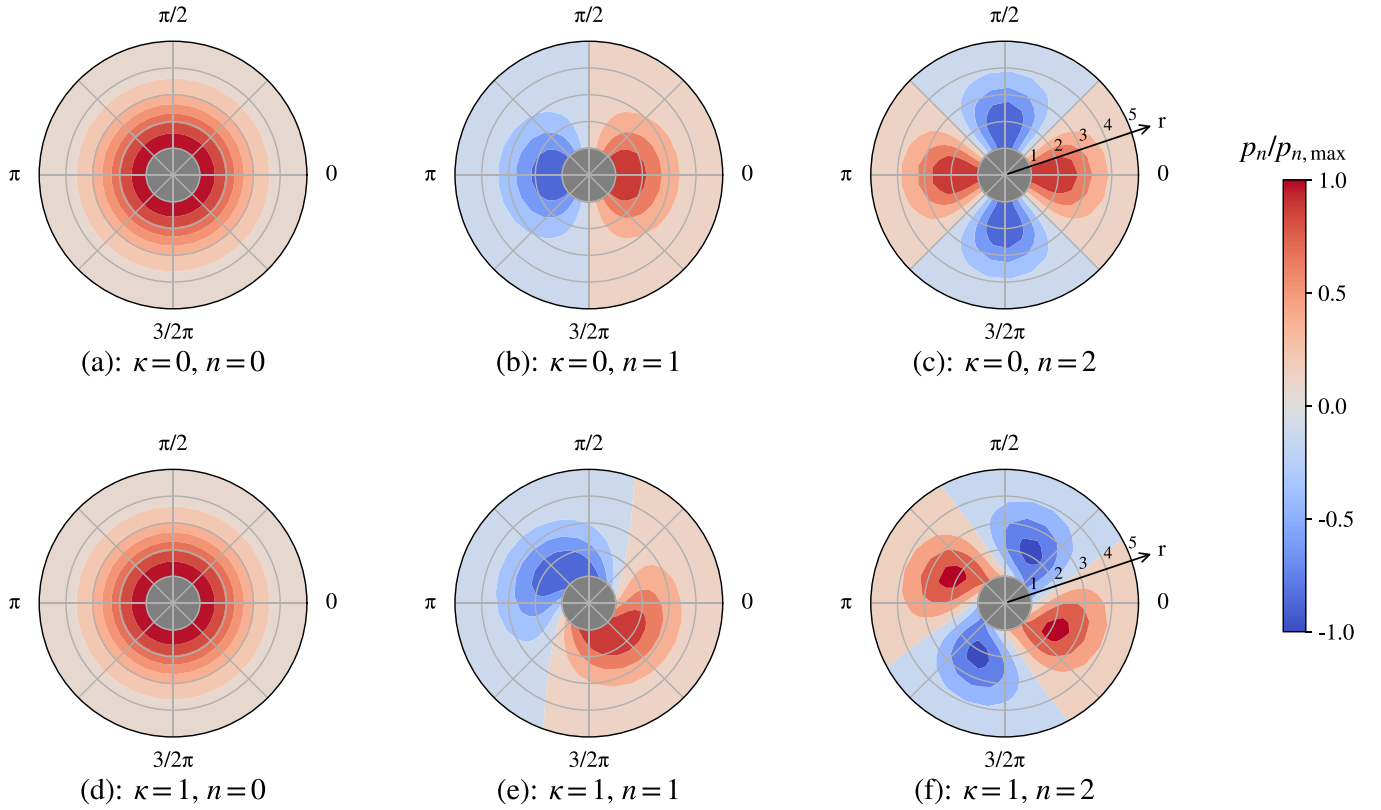 π/2 π/2 π/2
π 0 π 0 π 0
1 2 3 4 5 r
3/2π 3/2π 3/2π
(a): κ=0, n=0 (b): κ=0, n=1 (c): κ=0, n=2
pn/pn, max
1.0
0.5
0.0
-0.5
-1.0
π/2 π/2 π/2
π 0 π 0 π 0
1 2 3 4 5 r
3/2π 3/2π 3/2π
(d): κ=1, n=0 (e): κ=1, n=1 (f): κ=1, n=2